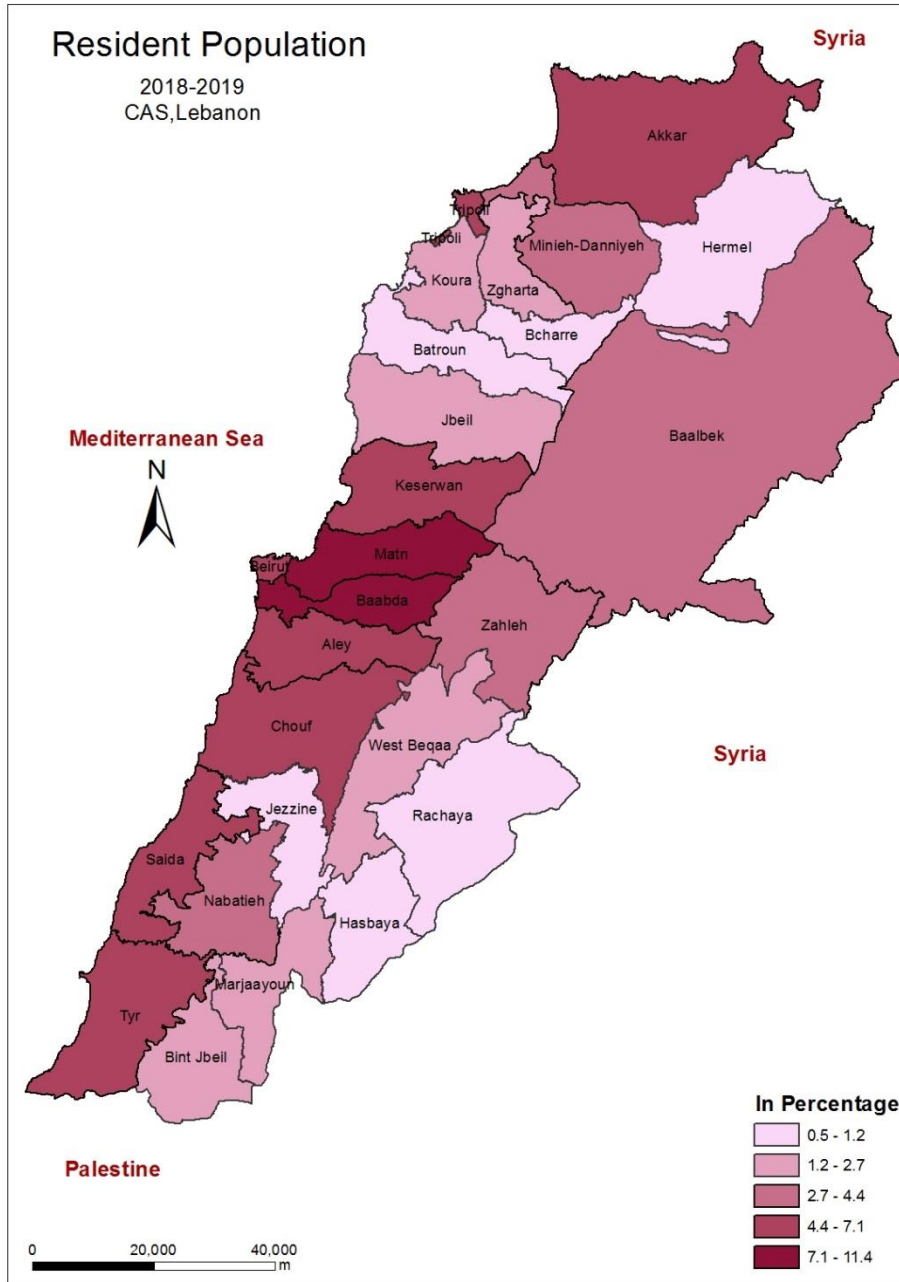 Resident Population
2018-2019
CAS,Lebanon
Syria
Akkar
Tripoli
Minieh-Danniyeh
Hermel
Tripoli
Koura
Zgharta
Bcharre
Batroun
Jbeil
Baalbek
Mediterranean Sea
N
Keserwan
Matn
Beirut
Baabda
Zahleh
Aley
Chouf
West Beqaa
Syria
Jezzine
Rachaya
Saida
Nabatieh
Hasbaya
Marjaayoun
Tyr
Bint Jbeil
In Percentage
0.5 - 1.2
1.2 - 2.7
2.7 - 4.4
4.4 - 7.1
7.1 - 11.4
Palestine
0 20,000 40,000
m